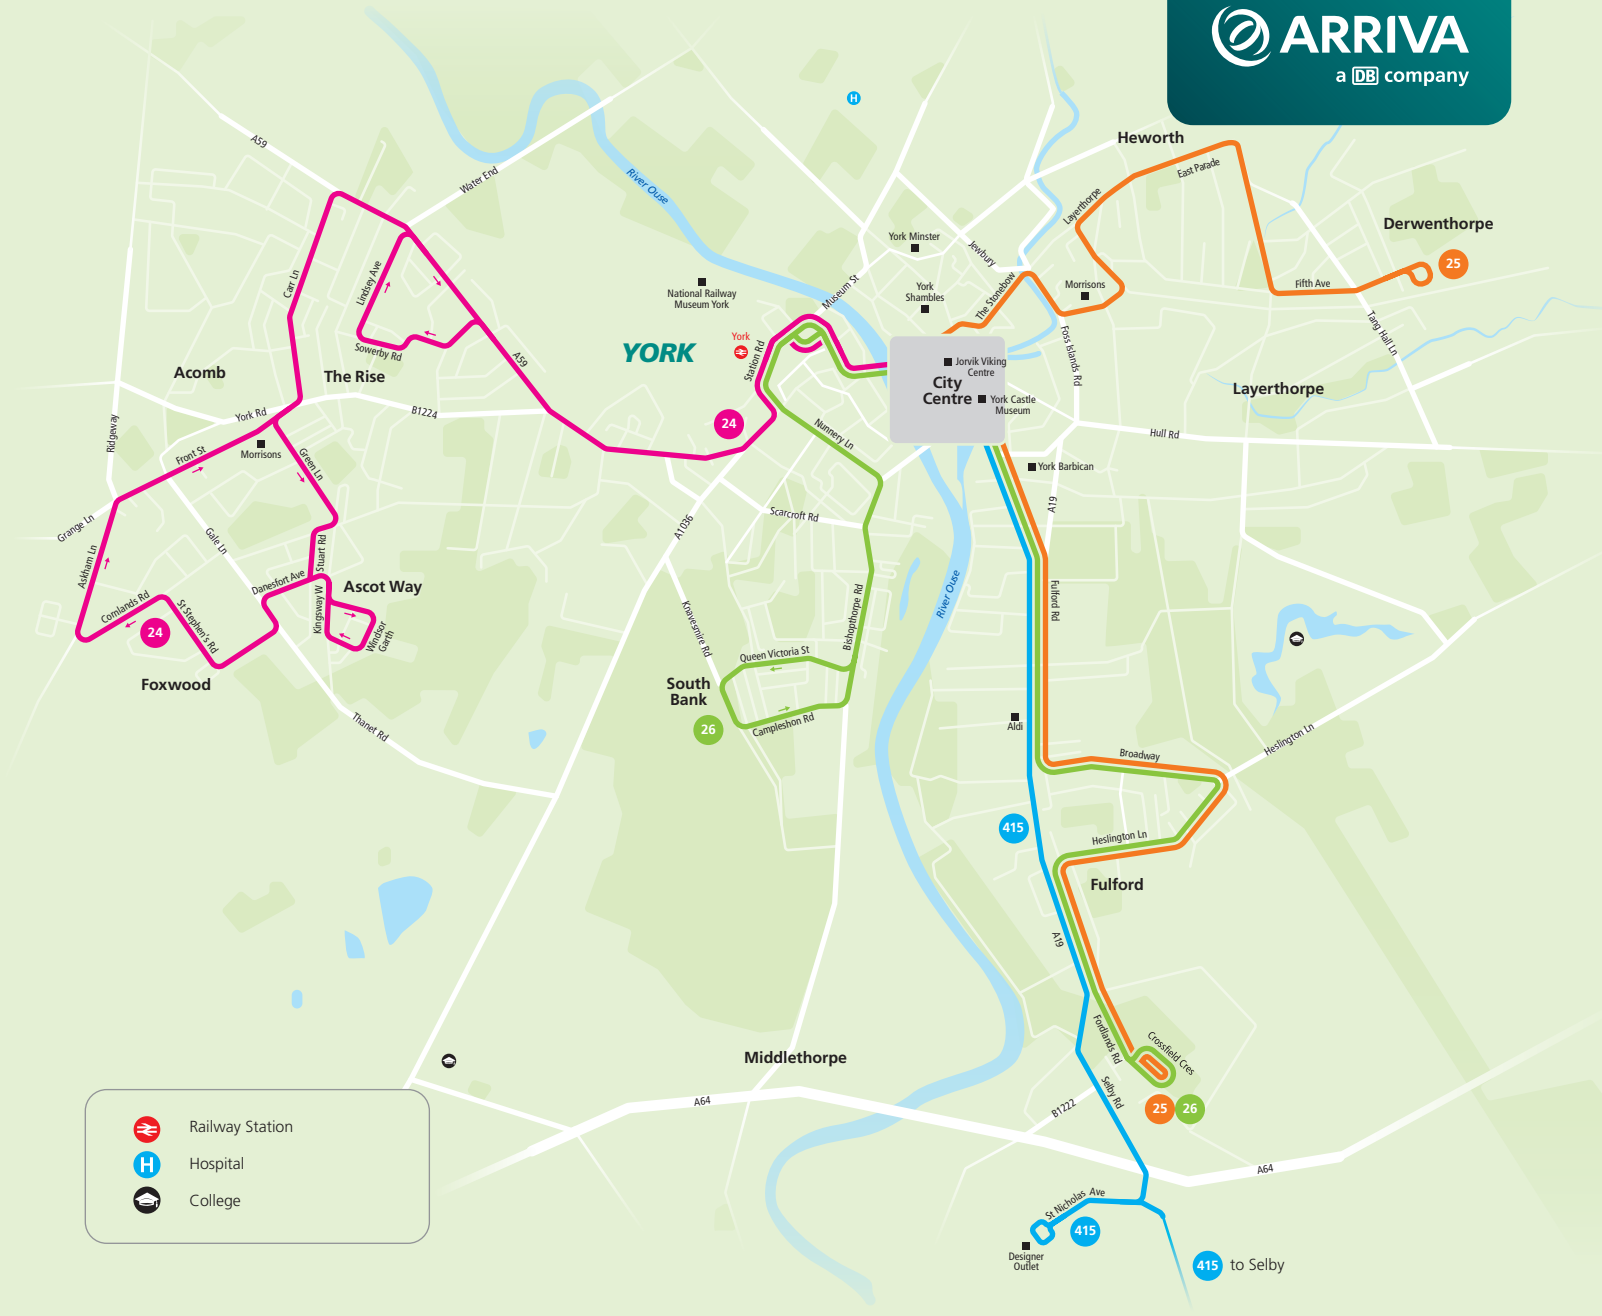 ARRIVA
a DB company
H
Heworth
A59
East Parade
Water End
River Ouse
Layerthorpe
Derwenthorpe
York Minster
Jewbury
25
Carr Ln
Lindsey Ave
National Railway
Museum York
Museum St
York
Shambles
The Stonebow
Morrisons
Fifth Ave
Tang Hall Ln
York
YORK
Station Rd
Sowerby Rd
A59
Foss Islands Rd
Jorvik Viking
Centre
City
Centre
York Castle
Museum
Acomb
The Rise
Layerthorpe
York Rd
B1224
24
Nunnery Ln
Hull Rd
Ridgeway
Front St
Morrisons
Green Ln
York Barbican
A19
Grange Ln
Gale Ln
Stuart Rd
A1036
Scarcroft Rd
Askham Ln
Danesfort Ave
Ascot Way
Cornlands Rd
St Stephen's Rd
Kingsway W
Windsor
Garth
24
Knavesmire Rd
Bishopthorpe Rd
River Ouse
Fulford Rd
Foxwood
Queen Victoria St
South
Bank
26
Campleshon Rd
Thanet Rd
Aldi
Broadway
Heslington Ln
415
Heslington Ln
Fulford
A19
Fordlands Rd
Crossfield Cres
Middlethorpe
Selby Rd
A64
B1222
25
26
A64
Railway Station
H
Hospital
College
St Nicholas Ave
415
Designer
Outlet
415
to Selby